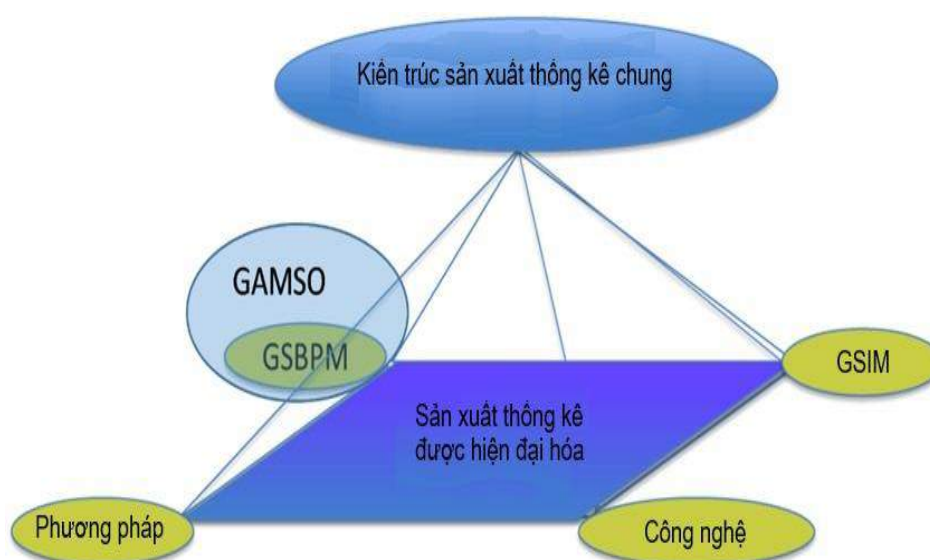 Kiến trúc sản xuất thống kê chung
GAMSO
GSBPM
GSIM
Sản xuất thống kê
được hiện đại hóa
Phương pháp
Công nghệ